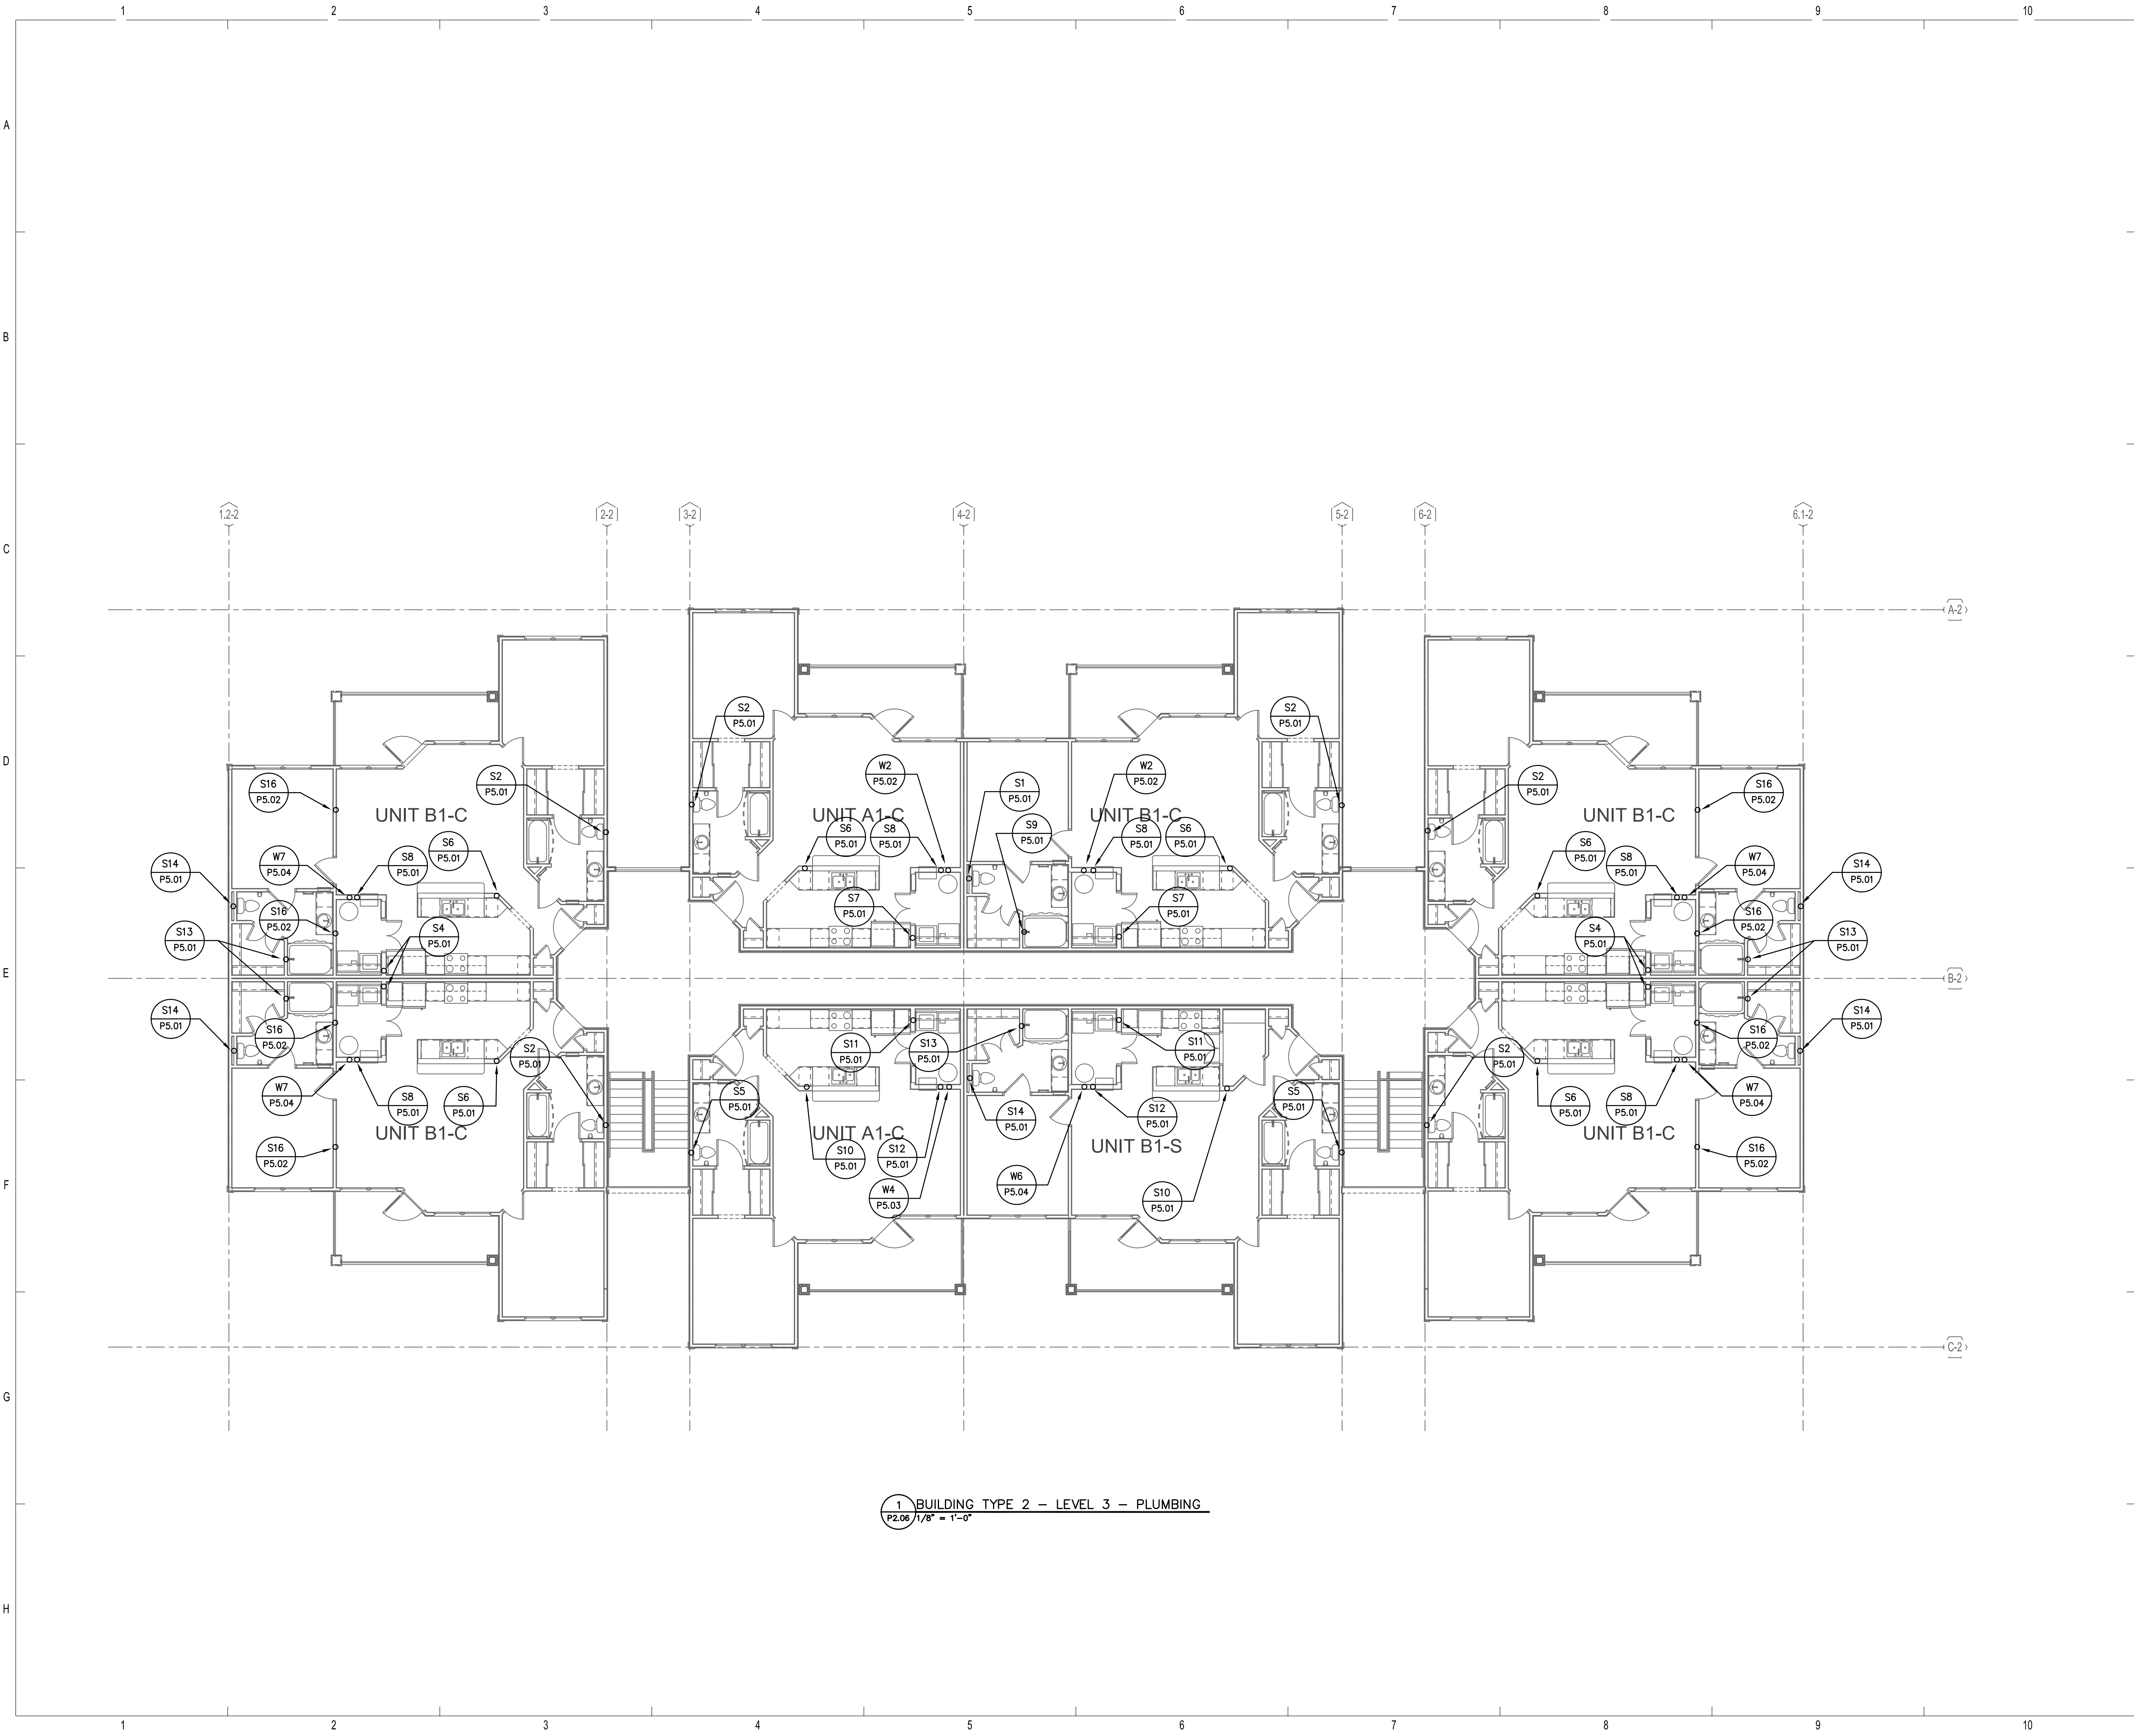 1 2 3 4 5 6 7 8 9 10
A
B
C
D
E
F
G
H
1.2-2 2-2 3-2 4-2 5-2 6-2 6.1-2
A-2
B-2
C-2
S2
P5.01
S2
P5.01
S16
P5.02
S2
P5.01
W2
P5.02
S1
P5.01
W2
P5.02
S2
P5.01
S16
P5.02
UNIT B1-C
UNIT A1-C
UNIT B1-C
UNIT B1-C
S14
P5.01
W7
P5.04
S8
P5.01
S6
P5.01
S6
P5.01
S8
P5.01
S9
P5.01
S8
P5.01
S6
P5.01
S6
P5.01
S8
P5.01
W7
P5.04
S14
P5.01
S13
P5.01
S16
P5.02
S4
P5.01
S7
P5.01
S7
P5.01
S4
P5.01
S16
P5.02
S13
P5.01
S14
P5.01
S16
P5.02
S2
P5.01
S11
P5.01
S13
P5.01
S11
P5.01
S2
P5.01
S16
P5.02
S14
P5.01
W7
P5.04
S8
P5.01
S6
P5.01
S5
P5.01
S14
P5.01
S12
P5.01
S5
P5.01
S6
P5.01
S8
P5.01
W7
P5.04
UNIT B1-C
UNIT A1-C
UNIT B1-S
UNIT B1-C
S16
P5.02
S10
P5.01
S12
P5.01
W4
P5.03
W6
P5.04
S10
P5.01
S16
P5.02
1 BUILDING TYPE 2 – LEVEL 3 – PLUMBING
P2.06 1/8" = 1'-0"
1 2 3 4 5 6 7 8 9 10